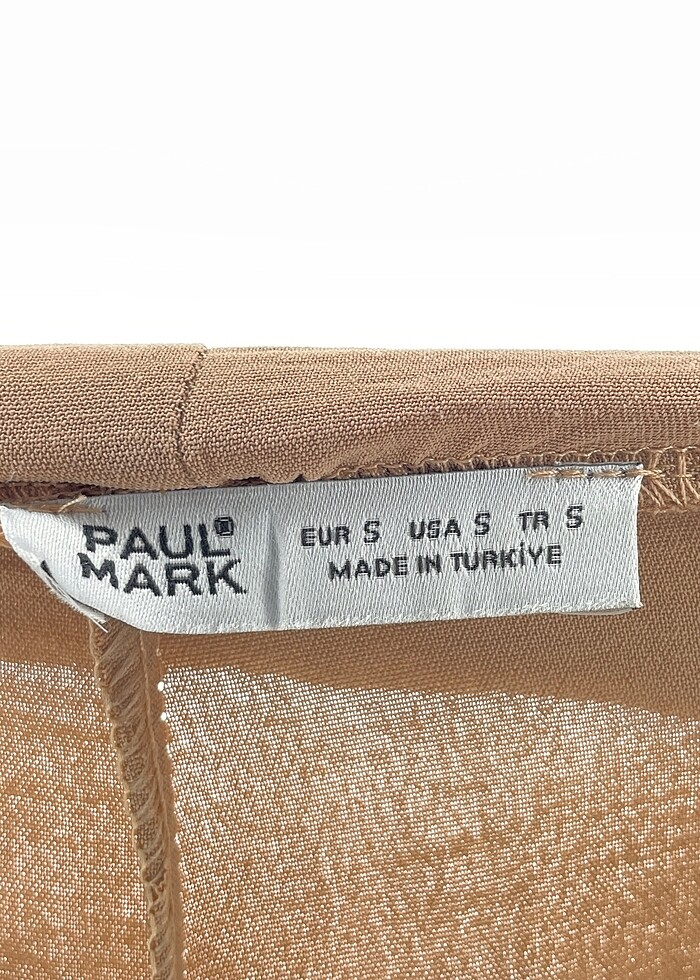 PAUL
MARK
EUR S USA S TR S
MADE IN TURKİYE